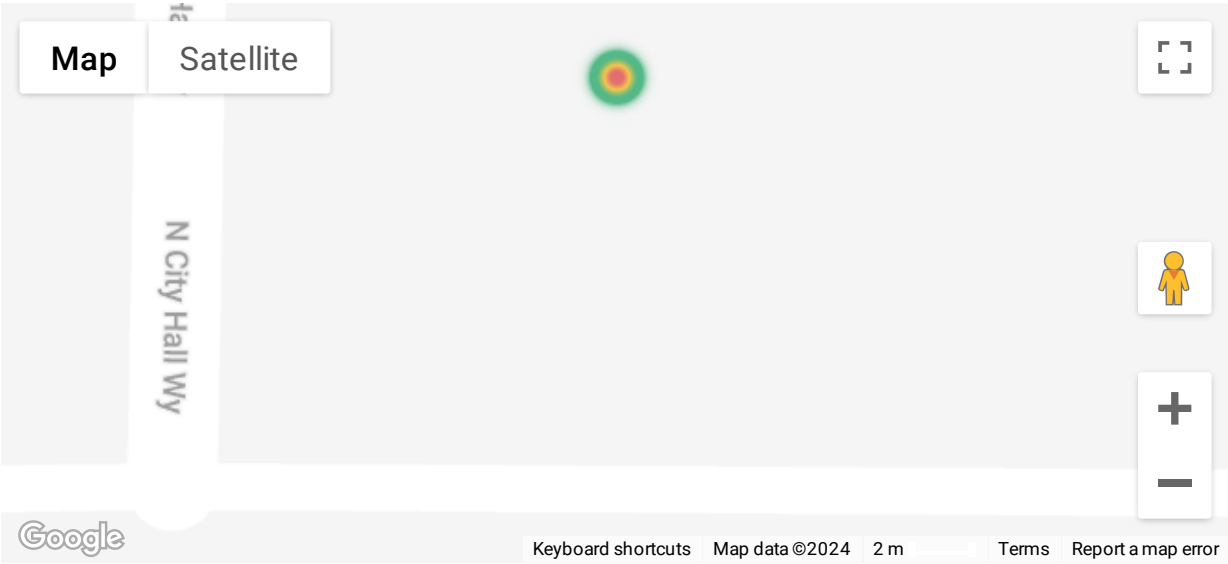 Map
Satellite
N City Hall Wy
Google
Keyboard shortcuts
Map data ©2024
2 m
Terms
Report a map error